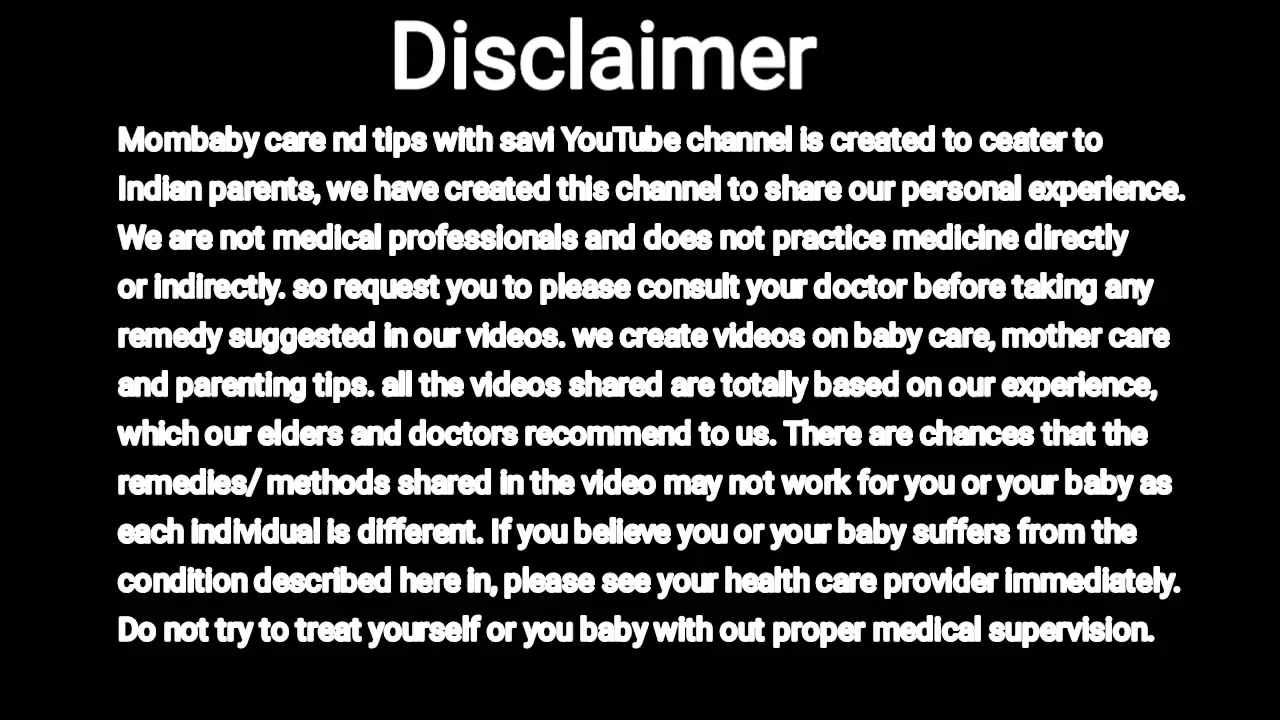 Disclaimer
Mombaby care nd tips with savi YouTube channel is created to ceater to
Indian parents, we have created this channel to share our personal experience.
We are not medical professionals and does not practice medicine directly
or indirectly. so request you to please consult your doctor before taking any
remedy suggested in our videos. we create videos on baby care, mother care
and parenting tips. all the videos shared are totally based on our experience,
which our elders and doctors recommend to us. There are chances that the
remedies/ methods shared in the video may not work for you or your baby as
each individual is different. If you believe you or your baby suffers from the
condition described here in, please see your health care provider immediately.
Do not try to treat yourself or you baby with out proper medical supervision.